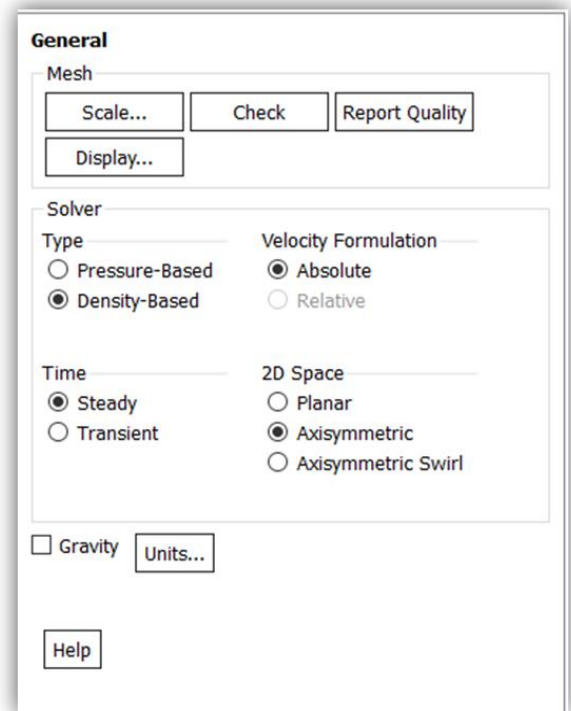 General
Mesh
Scale... Check Report Quality
Display...
Solver
Type Velocity Formulation
Pressure-Based Absolute
Density-Based Relative
Time 2D Space
Steady Planar
Transient Axisymmetric
Axisymmetric Swirl
Gravity Units...
Help